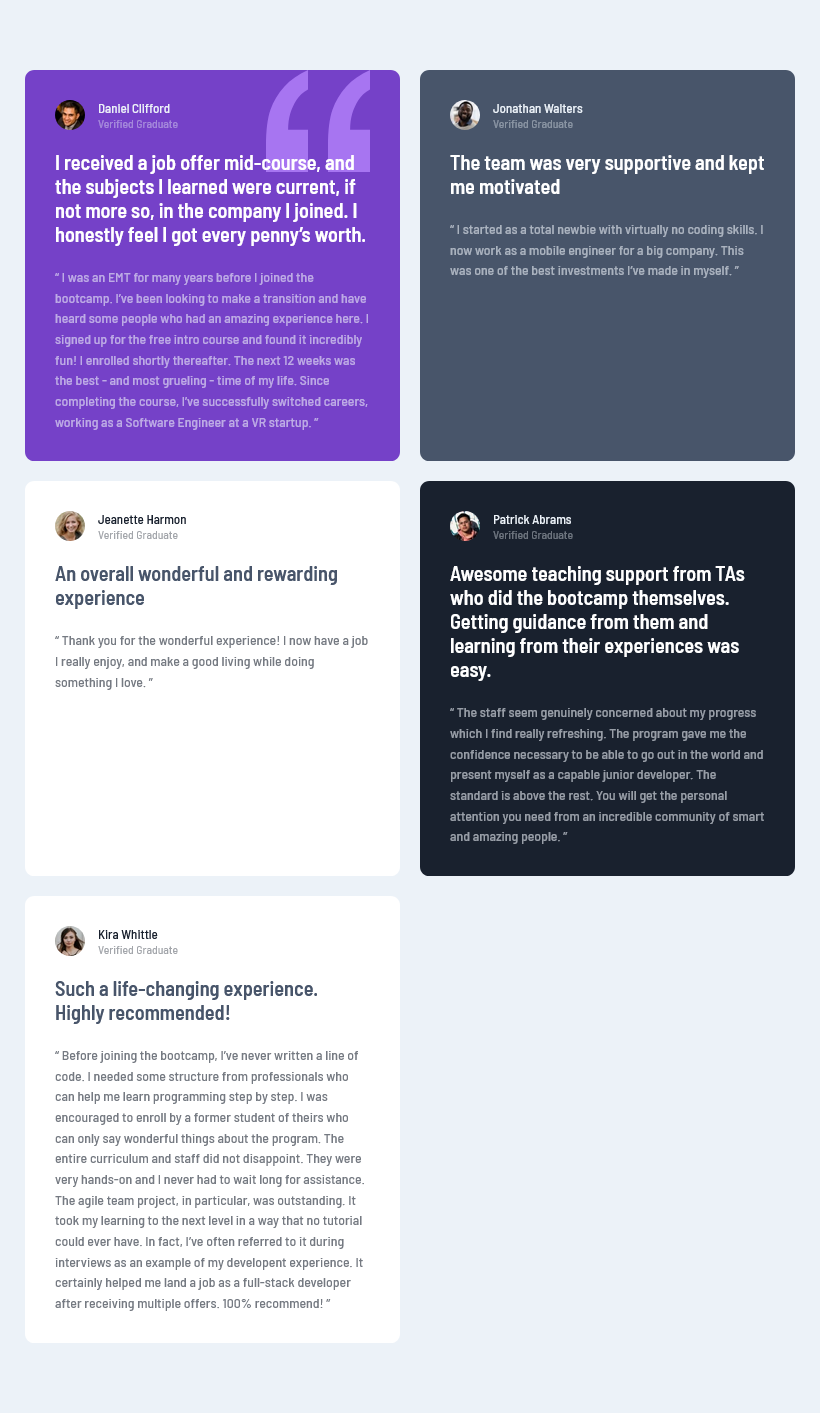 Daniel Clifford
Verified Graduate
I received a job offer mid-course, and
the subjects I learned were current, if
not more so, in the company I joined. I
honestly feel I got every penny’s worth.
“ I was an EMT for many years before I joined the
bootcamp. I’ve been looking to make a transition and have
heard some people who had an amazing experience here. I
signed up for the free intro course and found it incredibly
fun! I enrolled shortly thereafter. The next 12 weeks was
the best - and most grueling - time of my life. Since
completing the course, I’ve successfully switched careers,
working as a Software Engineer at a VR startup. ”
Jonathan Walters
Verified Graduate
The team was very supportive and kept
me motivated
“ I started as a total newbie with virtually no coding skills. I
now work as a mobile engineer for a big company. This
was one of the best investments I’ve made in myself. ”
Jeanette Harmon
Verified Graduate
An overall wonderful and rewarding
experience
“ Thank you for the wonderful experience! I now have a job
I really enjoy, and make a good living while doing
something I love. ”
Patrick Abrams
Verified Graduate
Awesome teaching support from TAs
who did the bootcamp themselves.
Getting guidance from them and
learning from their experiences was
easy.
“ The staff seem genuinely concerned about my progress
which I find really refreshing. The program gave me the
confidence necessary to be able to go out in the world and
present myself as a capable junior developer. The
standard is above the rest. You will get the personal
attention you need from an incredible community of smart
and amazing people. ”
Kira Whittle
Verified Graduate
Such a life-changing experience.
Highly recommended!
“ Before joining the bootcamp, I’ve never written a line of
code. I needed some structure from professionals who
can help me learn programming step by step. I was
encouraged to enroll by a former student of theirs who
can only say wonderful things about the program. The
entire curriculum and staff did not disappoint. They were
very hands-on and I never had to wait long for assistance.
The agile team project, in particular, was outstanding. It
took my learning to the next level in a way that no tutorial
could ever have. In fact, I’ve often referred to it during
interviews as an example of my developent experience. It
certainly helped me land a job as a full-stack developer
after receiving multiple offers. 100% recommend! ”